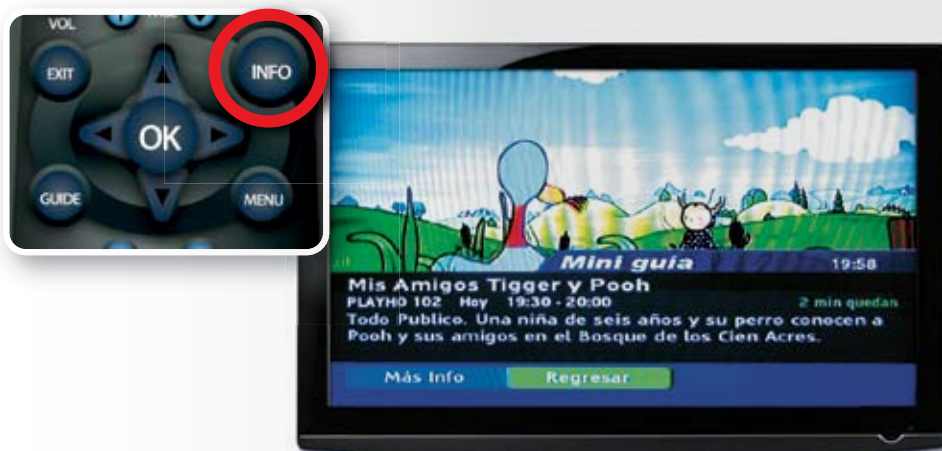 VOL
EXIT
INFO
OK
GUIDE
MENU
Mini guía
19:58
Mis Amigos Tigger y Pooh
PLAYHO 102 Hoy 19:30 - 20:00
2 min quedan
Todo Publico. Una niña de seis años y su perro conocen a
Pooh y sus amigos en el Bosque de los Cien Acres.
Más Info
Regresar